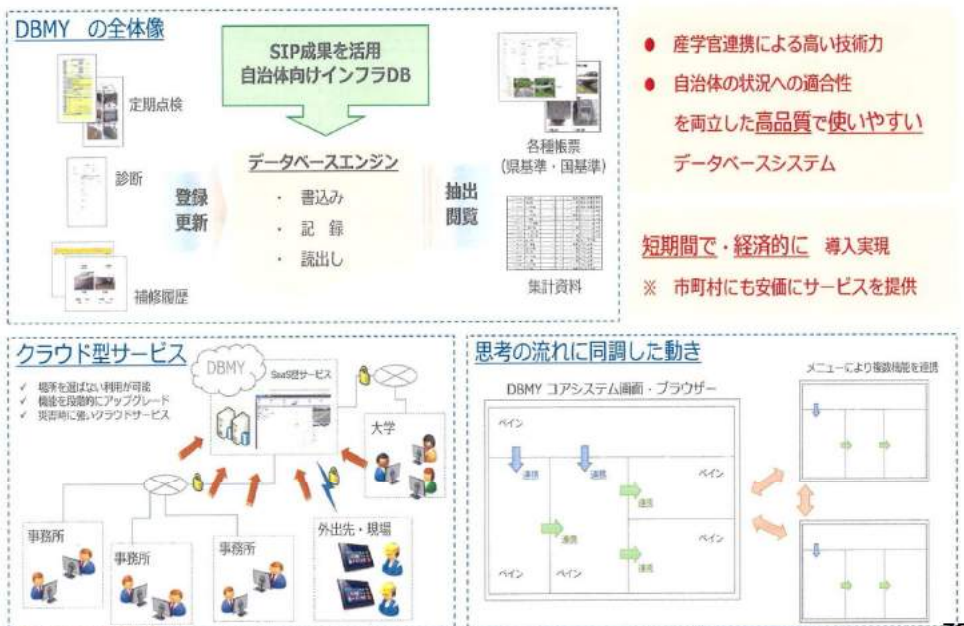 DBMY の全体像
SIP成果を活用
自治体向けインフラDB
定期点検
診断
補修履歴
登録
更新
データベースエンジン
・ 書込み
・ 記 録
・ 読出し
抽出
閲覧
各種帳票
(県基準・国基準)
集計資料
● 産学官連携による高い技術力
● 自治体の状況への適合性
を両立した高品質で使いやすい
データベースシステム
短期間で・経済的に 導入実現
※ 市町村にも安価にサービスを提供
クラウド型サービス
✓ 場所を選ばない利用が可能
✓ 機能を段階的にアップグレード
✓ 災害時に強いクラウドサービス
DBMY
SaaS型サービス
大学
事務所
事務所
事務所
外出先・現場
思考の流れに同調した動き
DBMY コアシステム画面・ブラウザー
メニューにより複数機能を連携
ペイン
連携
連携
ペイン
連携
連携
ペイン
連携
ペイン
ペイン